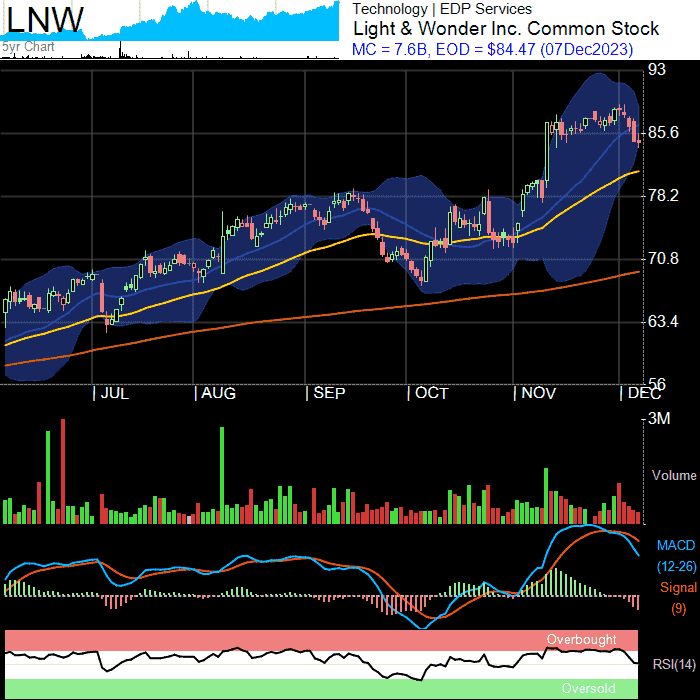 LNW
5yr Chart
Technology | EDP Services
Light & Wonder Inc. Common Stock
MC = 7.6B, EOD = $84.47 (07Dec2023)
93
85.6
78.2
70.8
63.4
56
| JUL | AUG | SEP | OCT | NOV | DEC
3M
Volume
MACD
(12-26)
Signal
(9)
Overbought
RSI(14)
Oversold